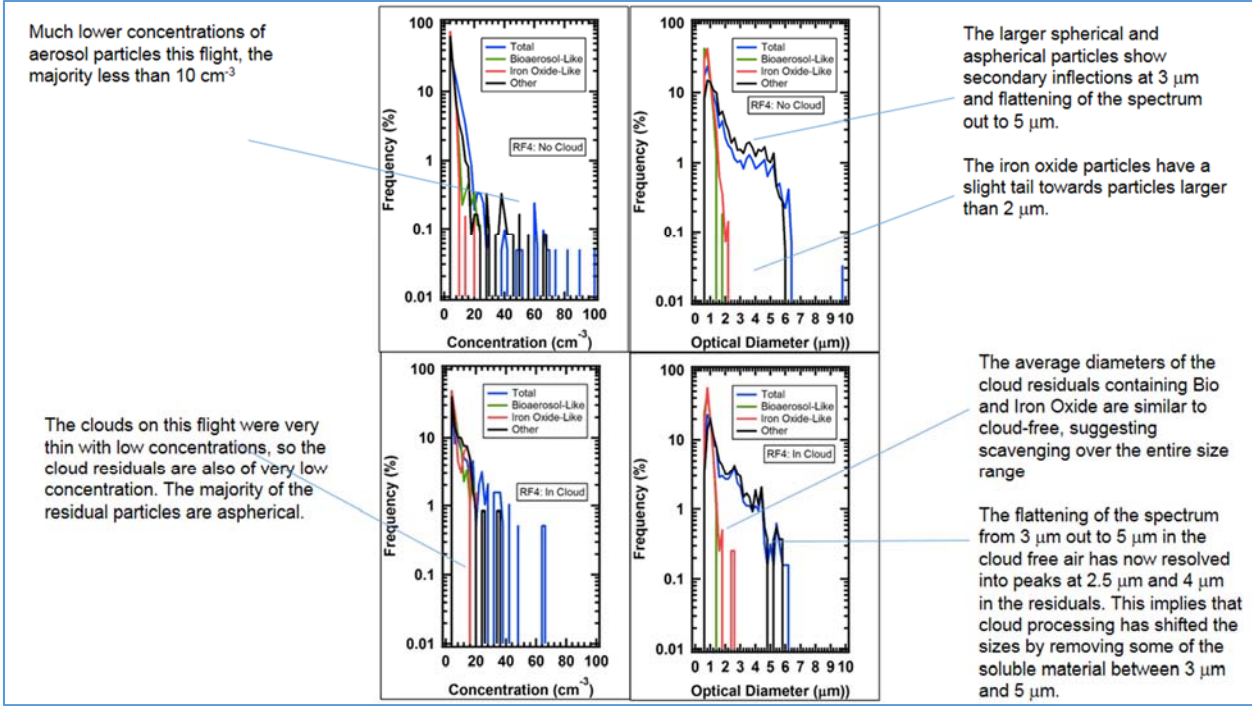 Much lower concentrations of
aerosol particles this flight, the
majority less than 10 cm-3
100
10
1
0.1
0.01
Frequency (%)
Total
Bioaerosol-Like
Iron Oxide-Like
Other
RF4: No Cloud
0 20 40 60 80 100
Concentration (cm-3)
100
10
1
0.1
0.01
Frequency (%)
Total
Bioaerosol-Like
Iron Oxide-Like
Other
RF4: No Cloud
0 1 2 3 4 5 6 7 8 9 10
Optical Diameter (μm))
The larger spherical and
aspherical particles show
secondary inflections at 3 μm
and flattening of the spectrum
out to 5 μm.
The iron oxide particles have a
slight tail towards particles larger
than 2 μm.
The clouds on this flight were very
thin with low concentrations, so the
cloud residuals are also of very low
concentration. The majority of the
residual particles are aspherical.
100
10
1
0.1
0.01
Frequency (%)
Total
Bioaerosol-Like
Iron Oxide-Like
Other
RF4: In Cloud
0 20 40 60 80 100
Concentration (cm-3)
100
10
1
0.1
0.01
Frequency (%)
Total
Bioaerosol-Like
Iron Oxide-Like
Other
RF4: In Cloud
0 1 2 3 4 5 6 7 8 9 10
Optical Diameter (μm))
The average diameters of the
cloud residuals containing Bio
and Iron Oxide are similar to
cloud-free, suggesting
scavenging over the entire size
range
The flattening of the spectrum
from 3 μm out to 5 μm in the
cloud free air has now resolved
into peaks at 2.5 μm and 4 μm
in the residuals. This implies that
cloud processing has shifted the
sizes by removing some of the
soluble material between 3 μm
and 5 μm.